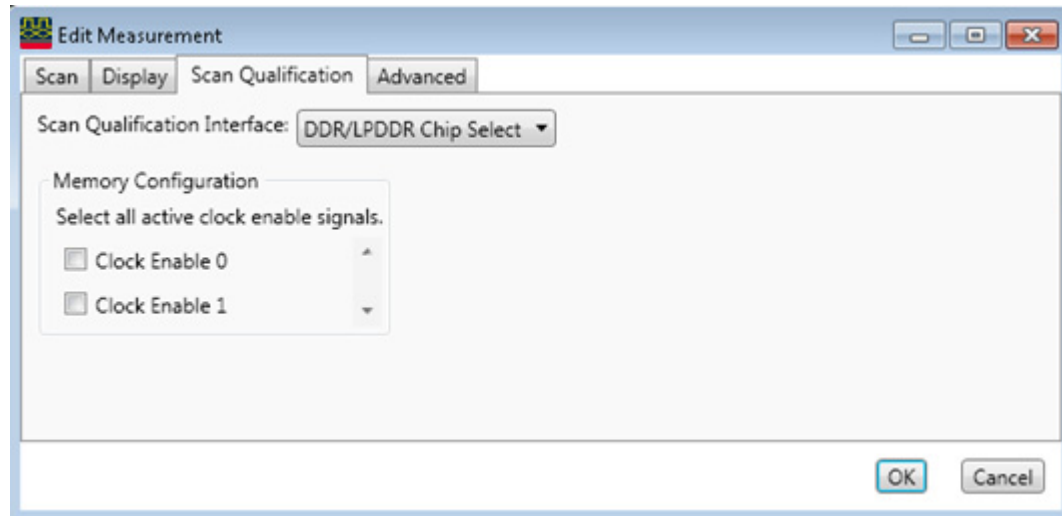 Edit Measurement
Scan Display Scan Qualification Advanced
Scan Qualification Interface: DDR/LPDDR Chip Select
Memory Configuration
Select all active clock enable signals.
Clock Enable 0
Clock Enable 1
OK Cancel